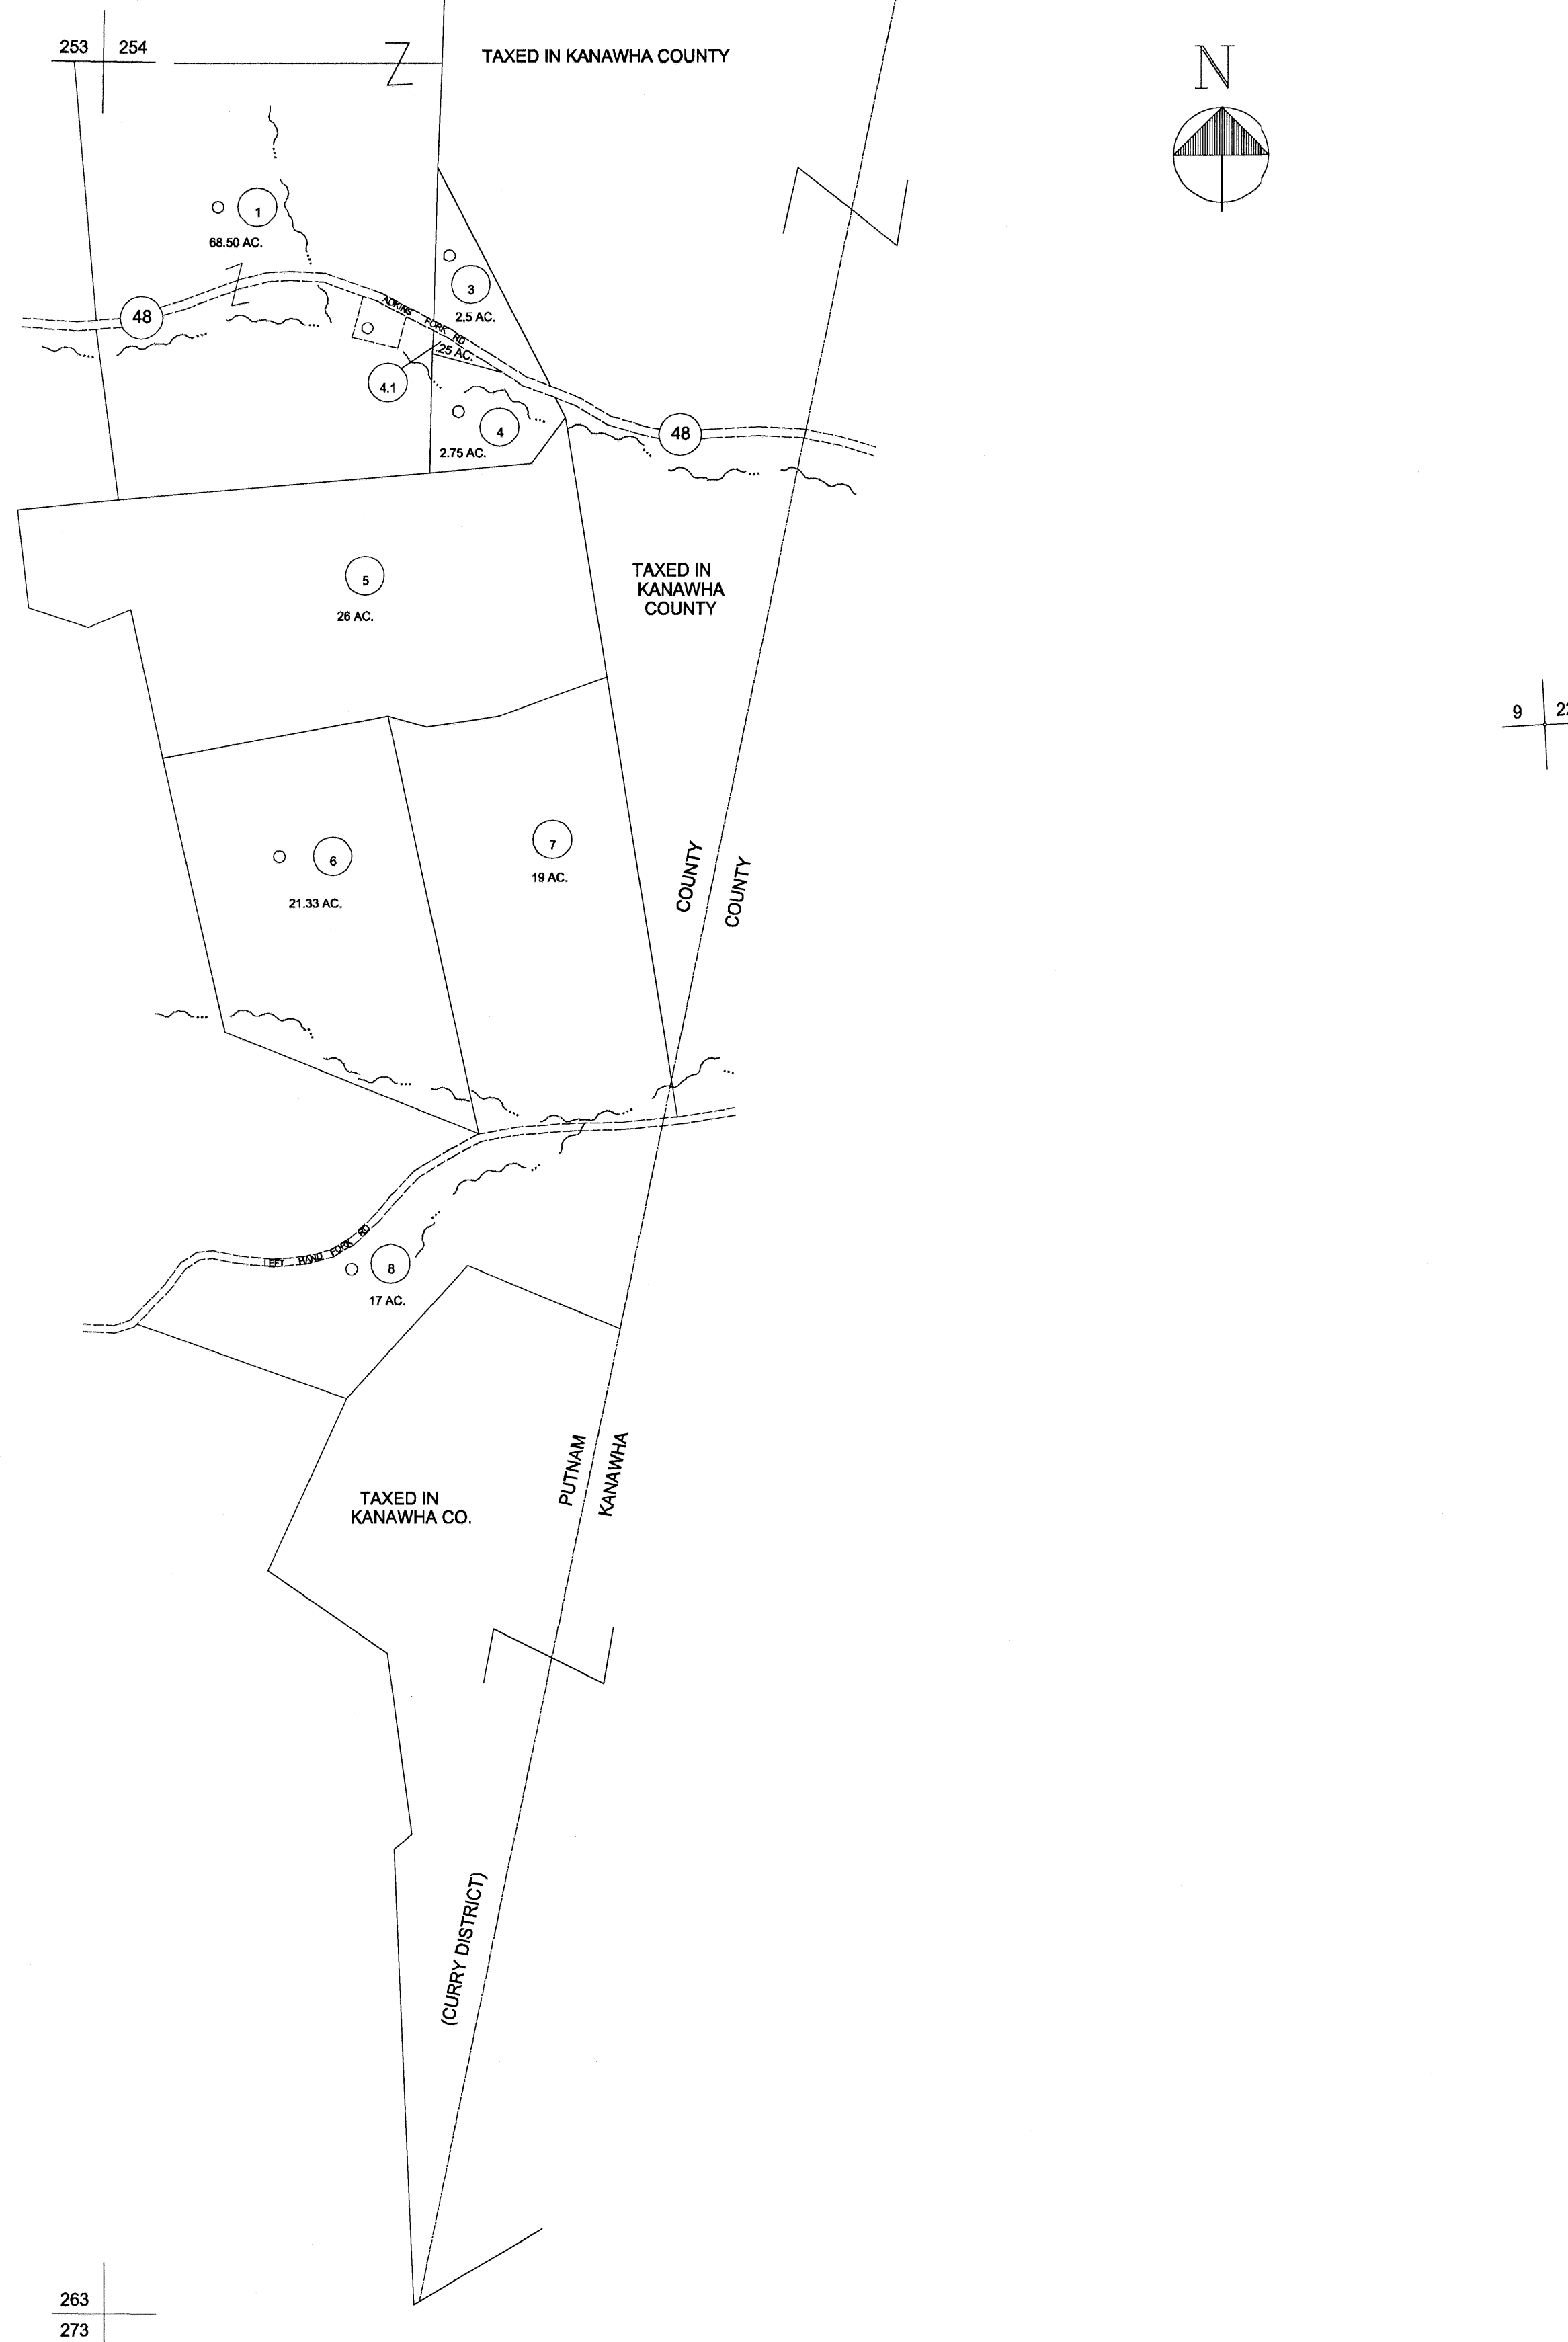 253 254
TAXED IN KANAWHA COUNTY
N
1
68.50 AC.
3
2.5 AC.
48
ADKINS FORK RD
.25 AC.
4.1
4
2.75 AC.
48
5
26 AC.
TAXED IN
KANAWHA
COUNTY
9 22
6
21.33 AC.
7
19 AC.
COUNTY
COUNTY
LEFT HAND FORK RD
8
17 AC.
PUTNAM
KANAWHA
TAXED IN
KANAWHA CO.
(CURRY DISTRICT)
263
273